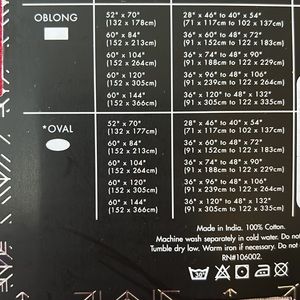 OBLONG
52" x 70" 28" x 46" to 40" x 54"
(132 x 178cm) (71 x 117cm to 102 x 137cm)
60" x 84" 36" x 60" to 48" x 72"
(152 x 213cm) (91 x 152cm to 122 x 183cm)
60" x 104" 36" x 74" to 48" x 90"
(152 x 264cm) (91 x 188cm to 122 x 229cm)
60" x 120" 36" x 96" to 48" x 106"
(152 x 305cm) (91 x 239cm to 122 x 264cm)
60" x 144" 36" x 120" to 48" x 132"
(152 x 366cm) (91 x 305cm to 122 x 335cm)
*OVAL
52" x 70" 28" x 46" to 40" x 54"
(132 x 177cm) (71 x 117cm to 102 x 137cm)
60" x 84" 36" x 60" to 48" x 72"
(152 x 213cm) (91 x 152cm to 122 x 183cm)
60" x 104" 36" x 74" to 48" x 90"
(152 x 264cm) (91 x 188cm to 122 x 229cm)
60" x 120" 36" x 96" to 48" x 106"
(152 x 305cm) (91 x 239cm to 122 x 264cm)
60" x 144" 36" x 120" to 48" x 132"
(152 x 366cm) (91 x 305cm to 122 x 335cm)
Made in India. 100% Cotton.
Machine wash separately in cold water. Do not
Tumble dry low. Warm iron if necessary. Do not
RN#106002